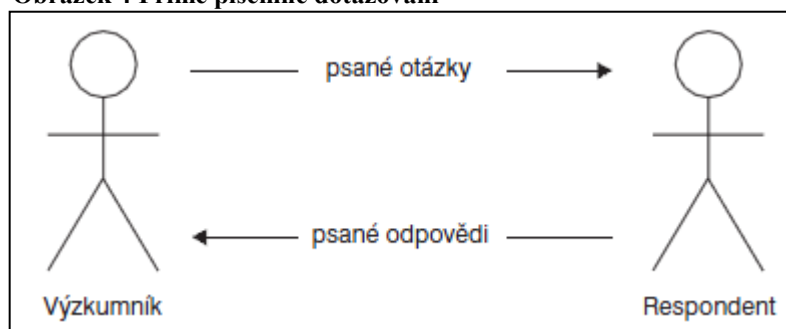 Obrázek 4 Přímé písemné dotazování
psané otázky
psané odpovědi
Výzkumník
Respondent